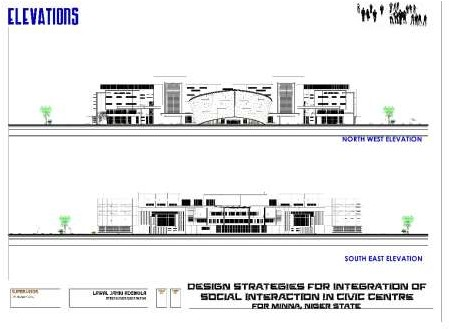 ELEVATIONS
NORTH WEST ELEVATION
SOUTH EAST ELEVATION
DESIGN STRATEGIES FOR INTEGRATION OF
SOCIAL INTERACTION IN CIVIC CENTRE
FOR MINNA, NIGER STATE